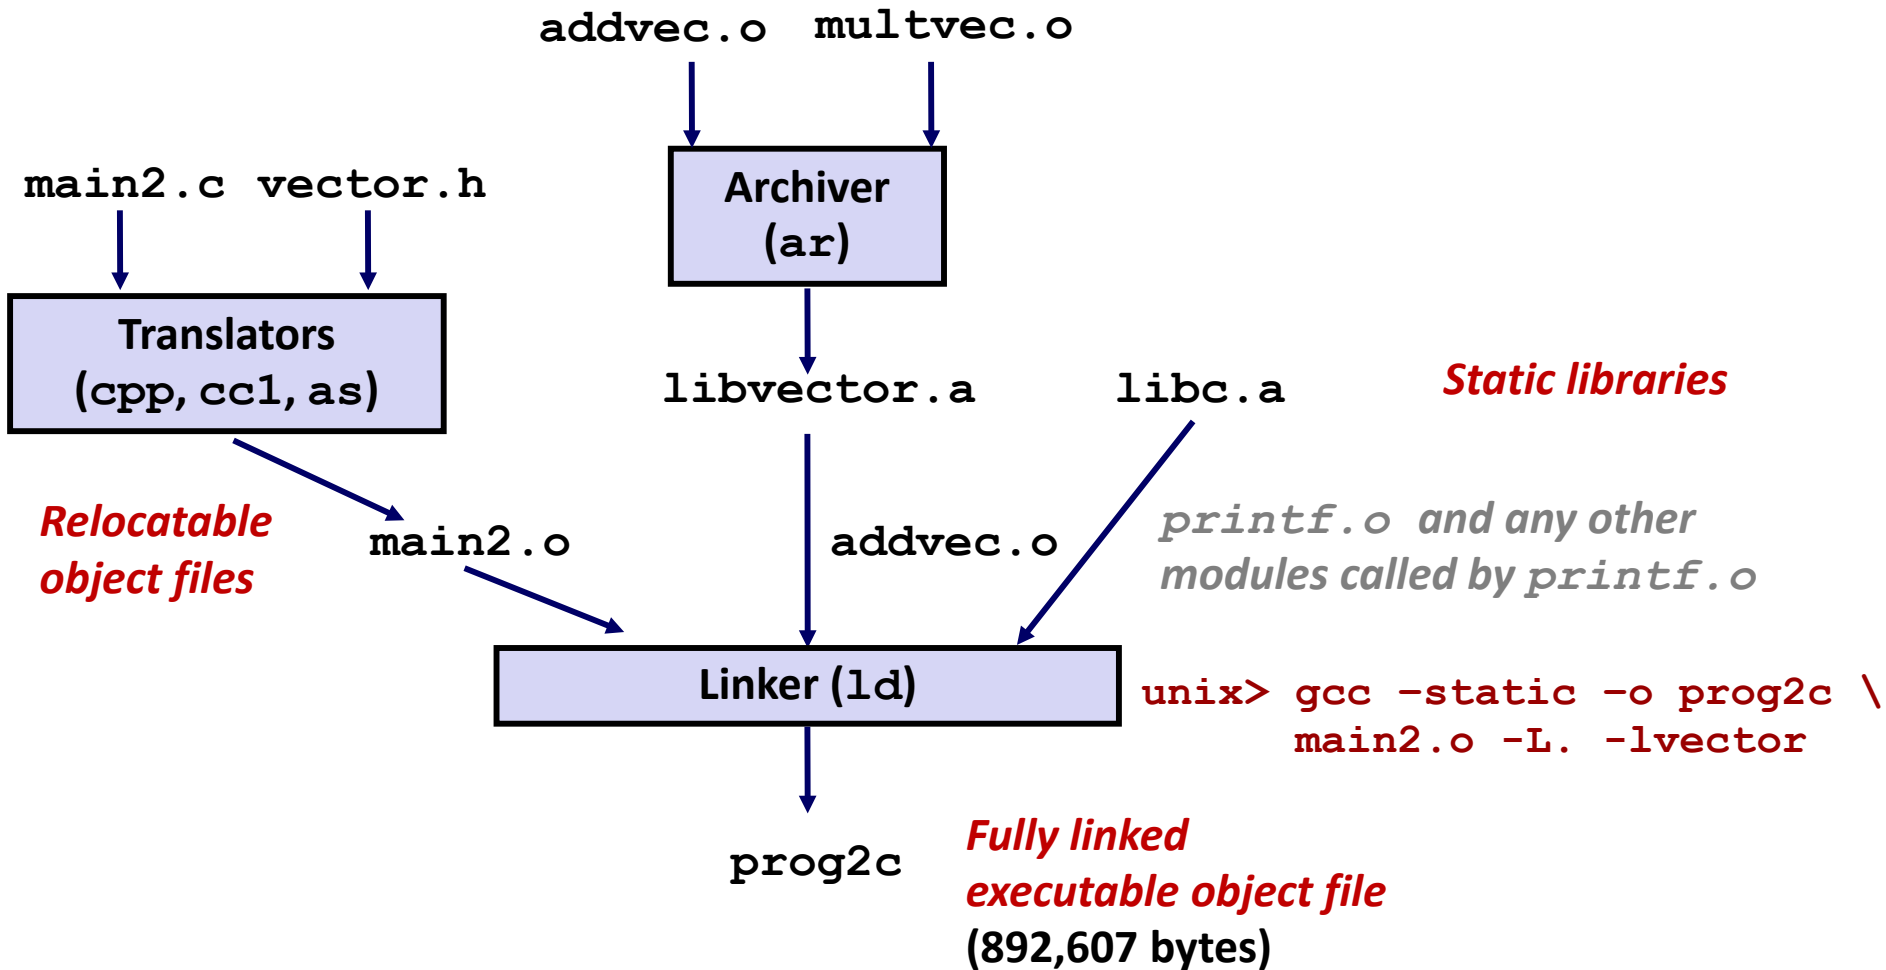 addvec.o multvec.o
main2.c vector.h
Archiver
(ar)
Translators
(cpp, cc1, as)
libvector.a
libc.a
Static libraries
Relocatable
object files
main2.o
addvec.o
printf.o and any other
modules called by printf.o
Linker (ld)
unix> gcc –static –o prog2c \
main2.o -L. -lvector
prog2c
Fully linked
executable object file
(892,607 bytes)